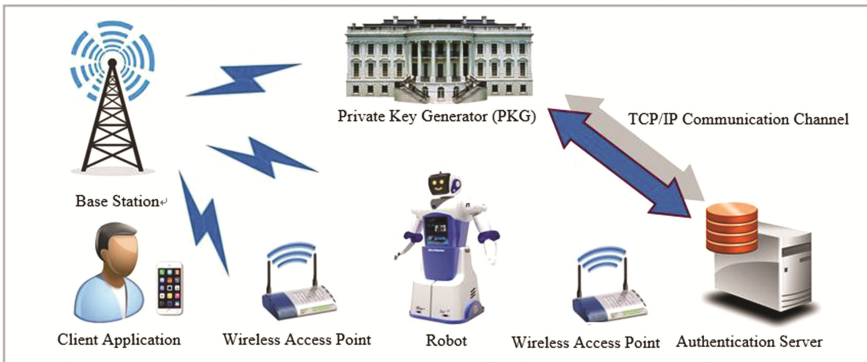 Private Key Generator (PKG)
TCP/IP Communication Channel
Base Station
Client Application
Wireless Access Point
Robot
Wireless Access Point
Authentication Server